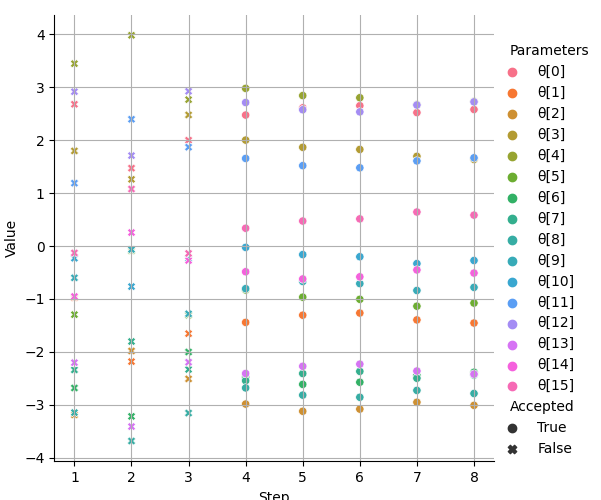 Value
4
3
2
1
0
−1
−2
−3
−4
1 2 3 4 5 6 7 8
Step
Parameters
θ[0]
θ[1]
θ[2]
θ[3]
θ[4]
θ[5]
θ[6]
θ[7]
θ[8]
θ[9]
θ[10]
θ[11]
θ[12]
θ[13]
θ[14]
θ[15]
Accepted
True
False